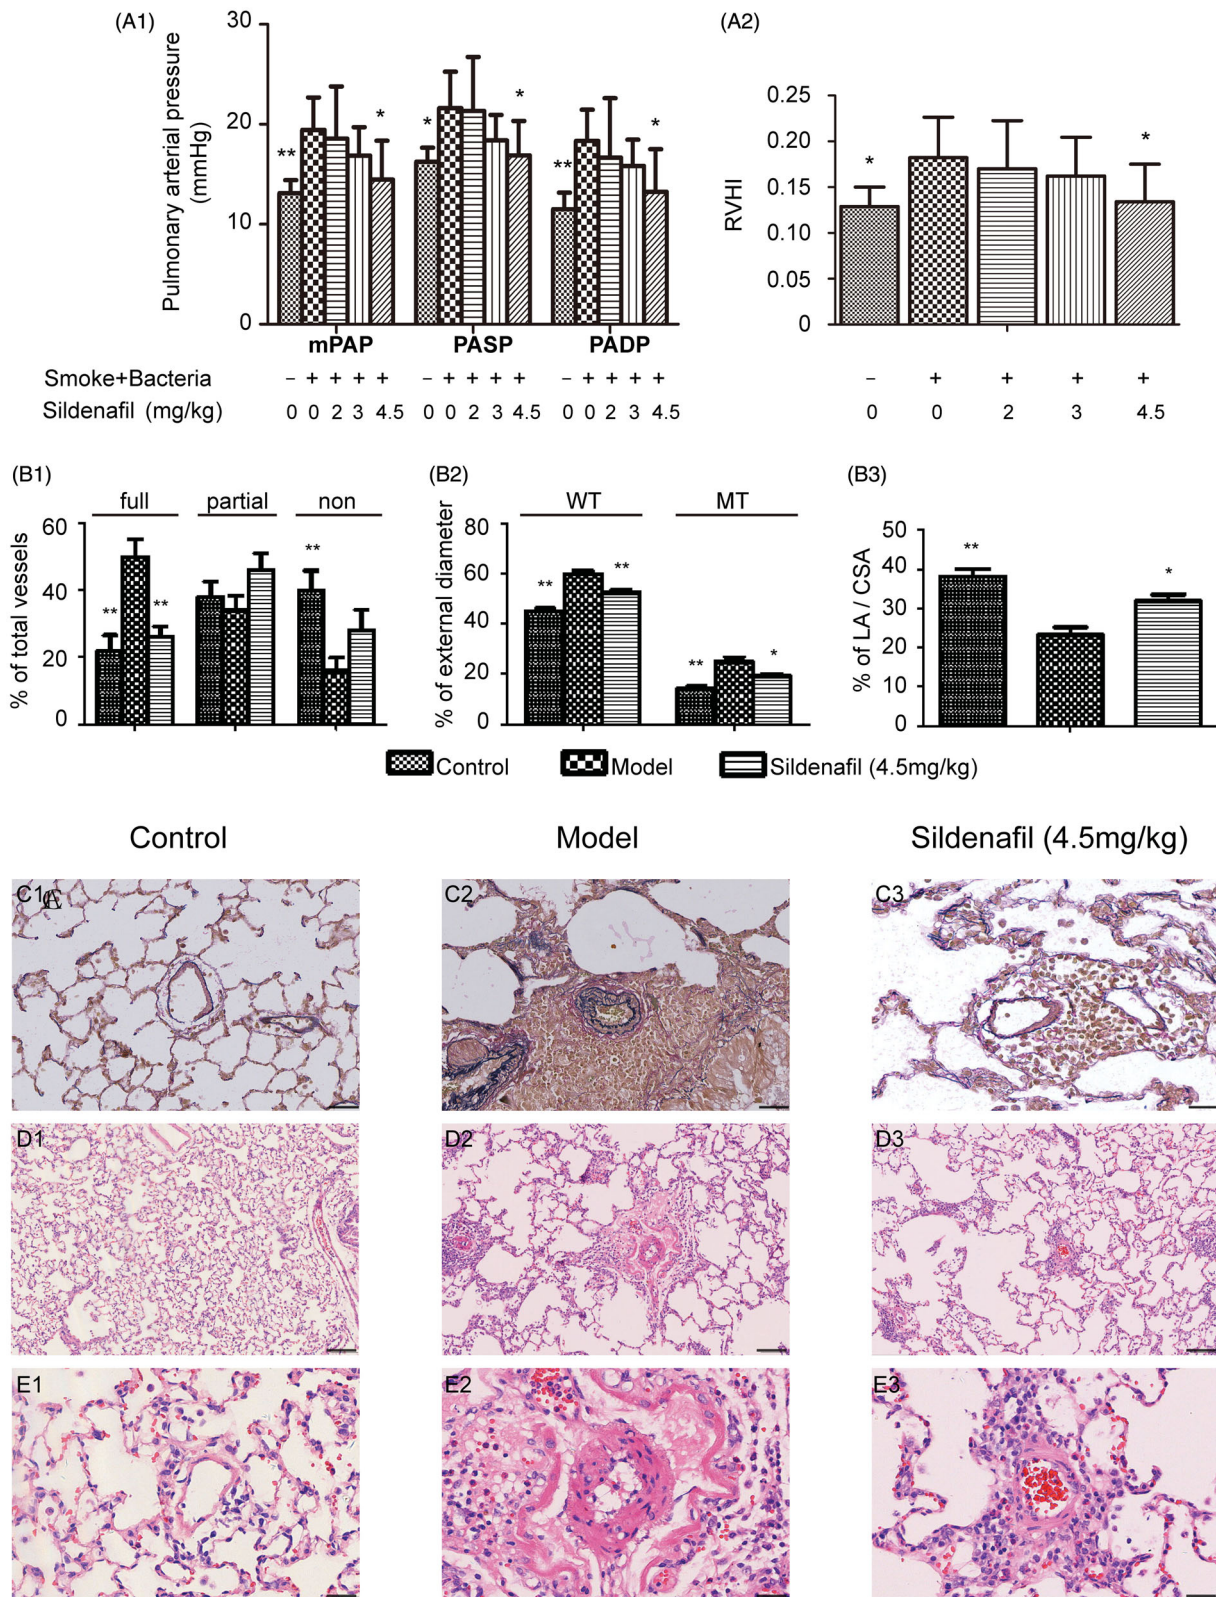 (A1)
Pulmonary arterial pressure
(mmHg)
30
20
10
0
** * * * ** *
mPAP PASP PADP
Smoke+Bacteria − + + + + − + + + + − + + + +
Sildenafil (mg/kg) 0 0 2 3 4.5 0 0 2 3 4.5 0 0 2 3 4.5
(A2)
RVHI
0.25
0.20
0.15
0.10
0.05
0
* *
− + + + +
0 0 2 3 4.5
(B1)
full partial non
% of total vessels
60
40
20
0
** ** **
(B2)
WT MT
% of external diameter
80
60
40
20
0
** ** ** *
(B3)
% of LA / CSA
50
40
30
20
10
0
** *
Control Model Sildenafil (4.5mg/kg)
Control Model Sildenafil (4.5mg/kg)
C1 C2 C3
D1 D2 D3
E1 E2 E3